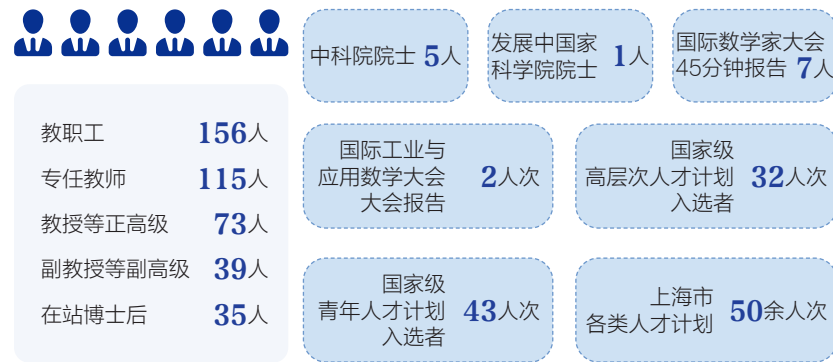 教职工 156人
专任教师 115人
教授等正高级 73人
副教授等副高级 39人
在站博士后 35人
中科院院士 5人
发展中国家
科学院院士 1人
国际数学家大会
45分钟报告 7人
国际工业与
应用数学大会 2人次
大会报告
国家级
高层次人才计划 32人次
入选者
国家级
青年人才计划 43人次
入选者
上海市
各类人才计划 50余人次